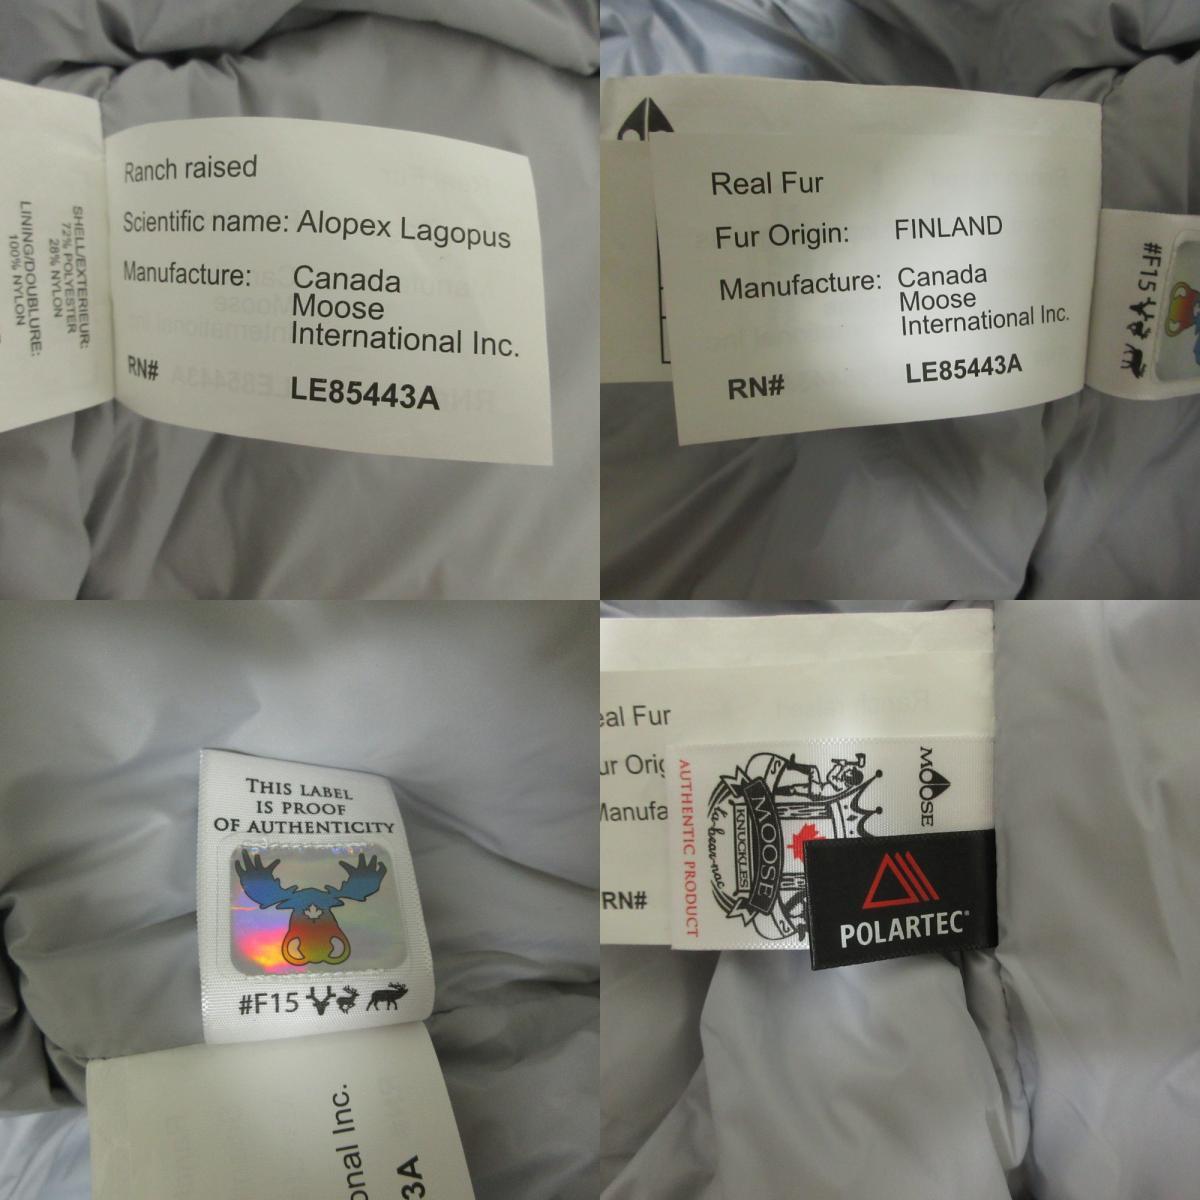 SHELL/EXTERIEUR:
72% POLYESTER
28% NYLON
LINING/DOUBLURE:
100% NYLON
Ranch raised
Scientific name: Alopex Lagopus
Manufacture: Canada
Moose
International Inc.
RN# LE85443A
Real Fur
Fur Origin: FINLAND
Manufacture: Canada
Moose
International Inc.
RN# LE85443A
#F15
THIS LABEL
IS PROOF
OF AUTHENTICITY
#F15
onal Inc.
3A
eal Fur
ur Orig
Manufa
RN#
AUTHENTIC PRODUCT
MOOSE
KNUCKLES
MOOSE
POLARTEC